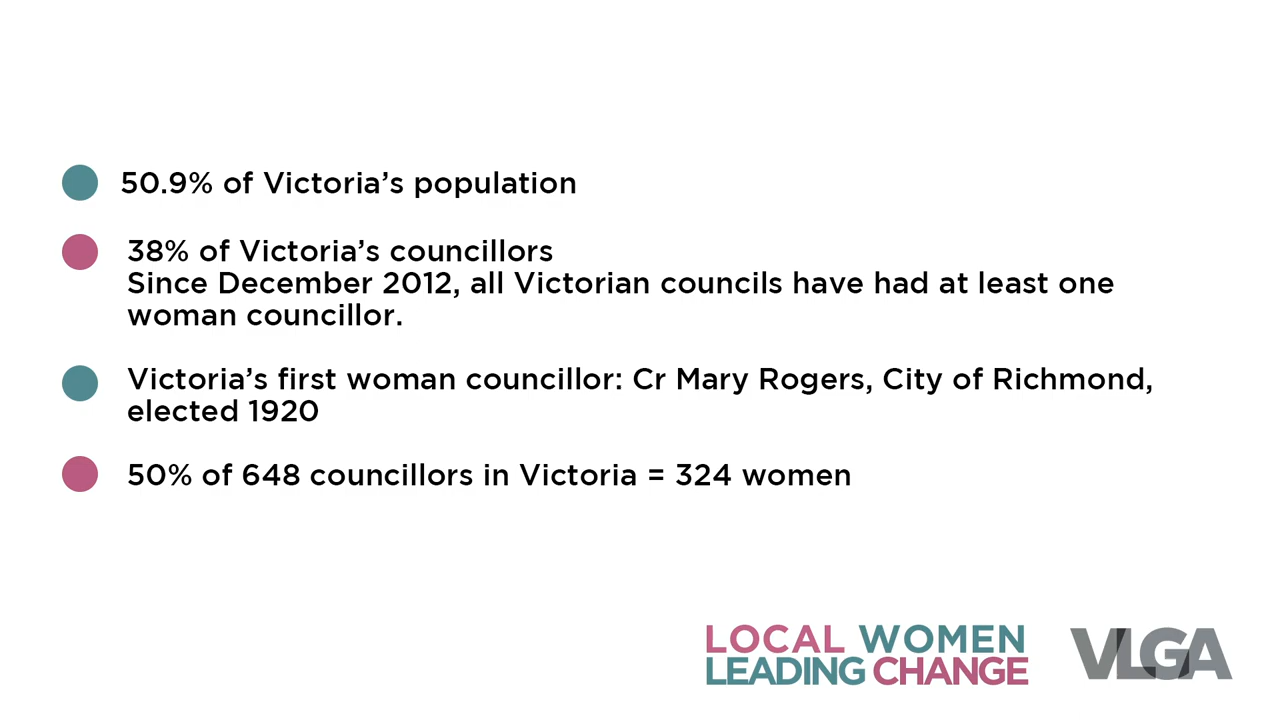 50.9% of Victoria’s population
38% of Victoria’s councillors
Since December 2012, all Victorian councils have had at least one
woman councillor.
Victoria’s first woman councillor: Cr Mary Rogers, City of Richmond,
elected 1920
50% of 648 councillors in Victoria = 324 women
LOCAL WOMEN
LEADING CHANGE
VLGA